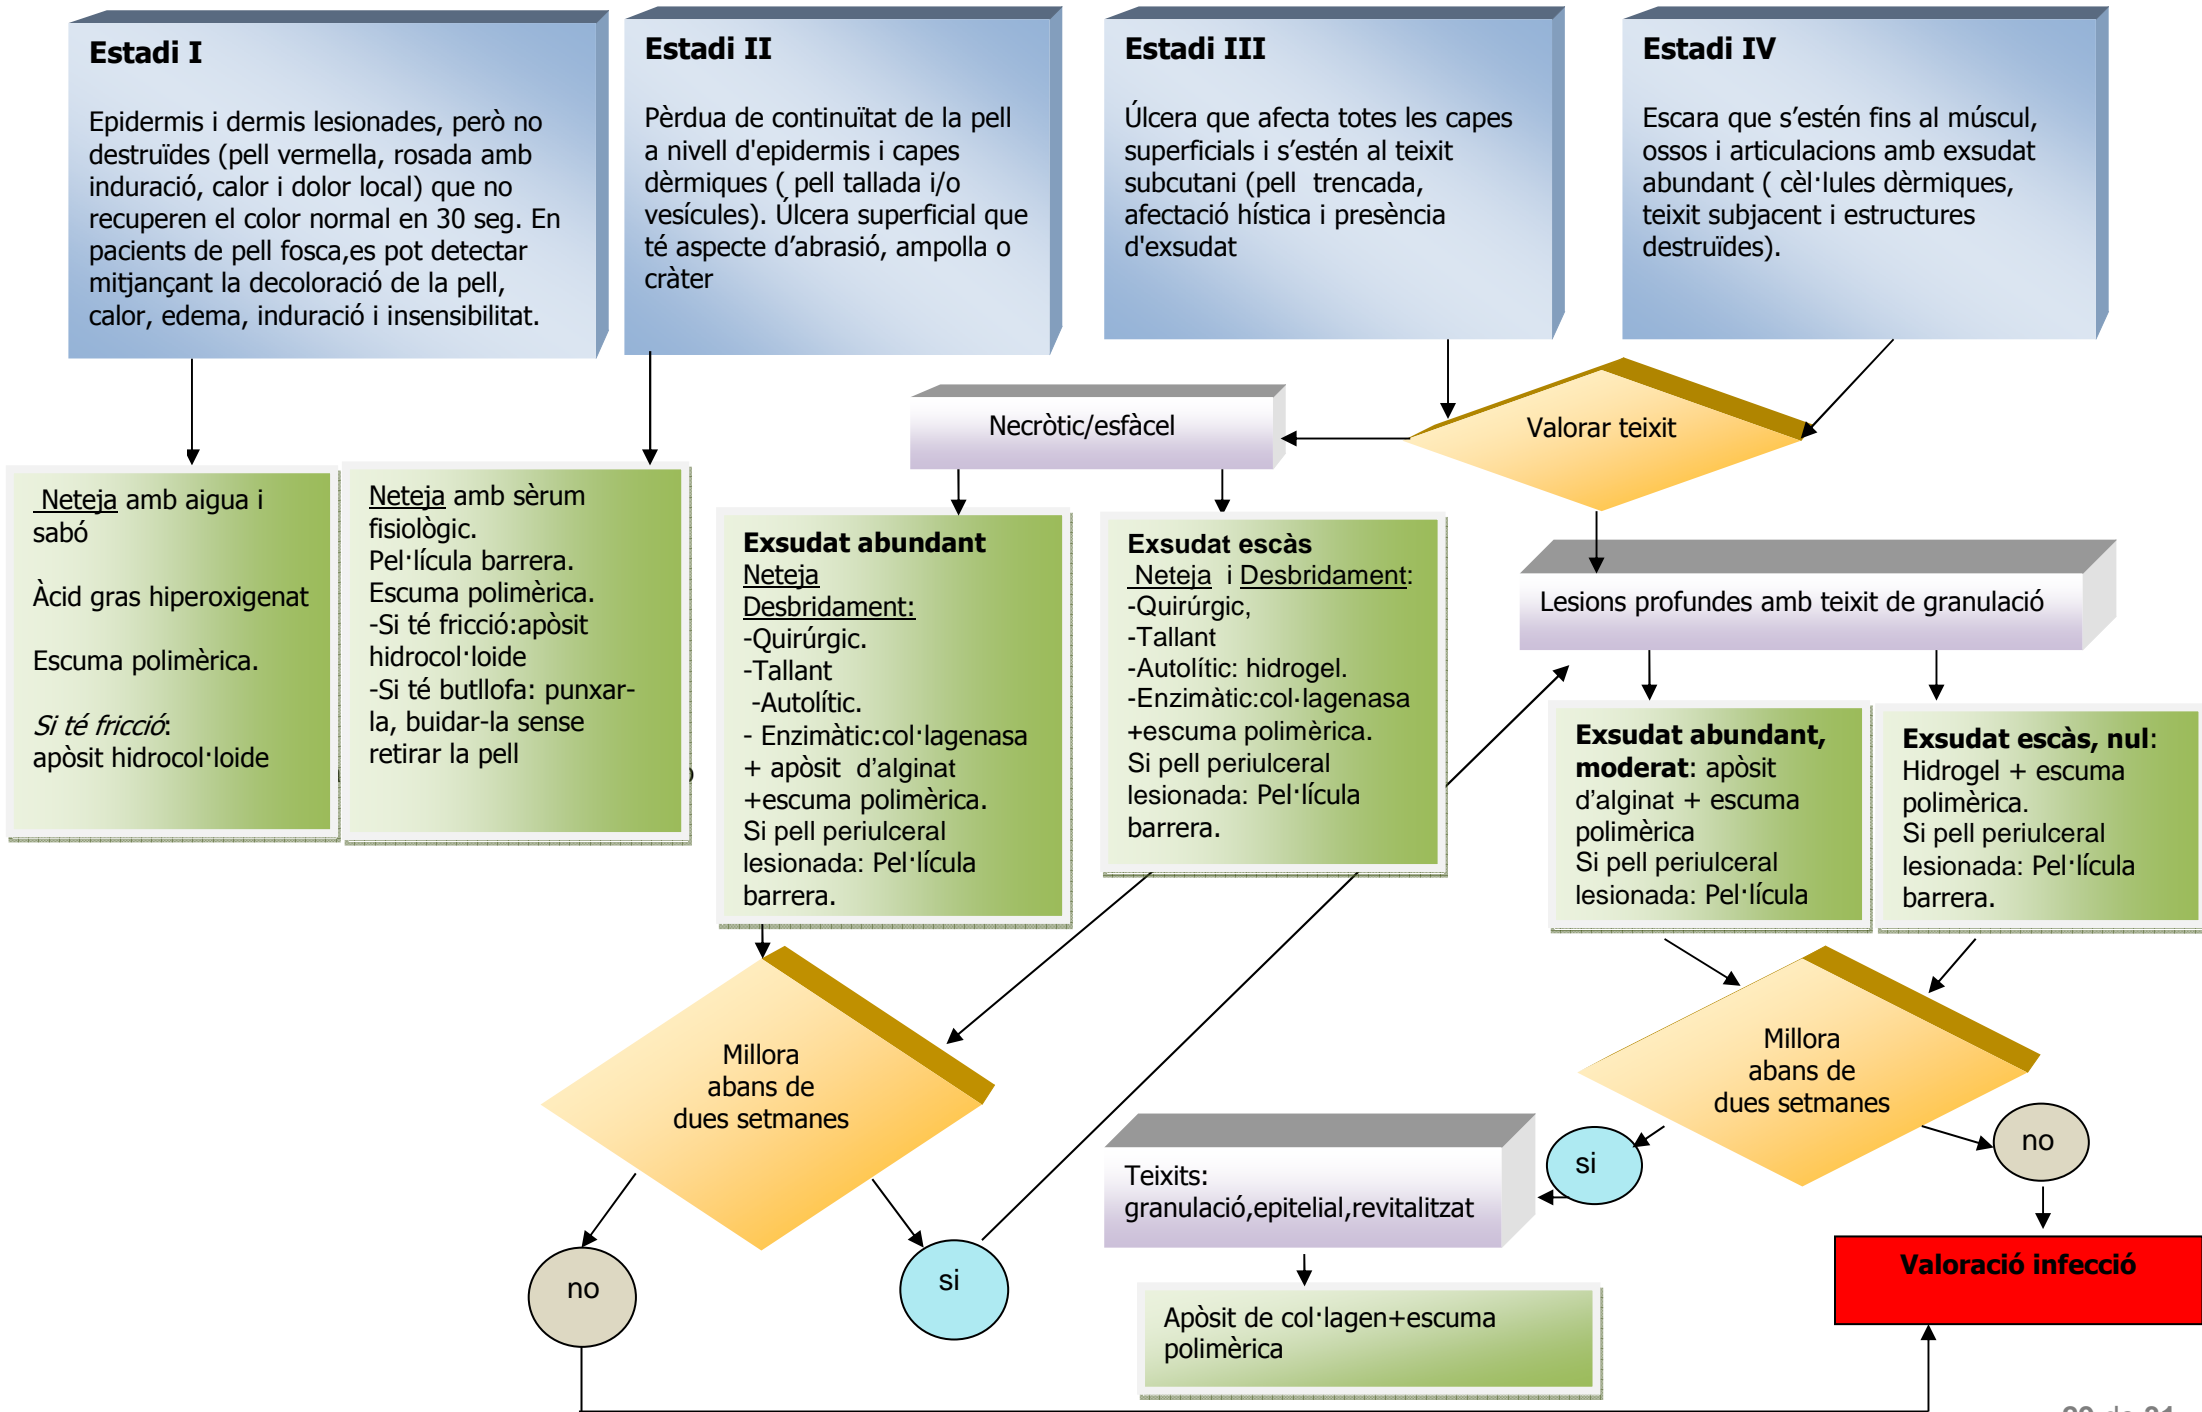 Estadi I
Epidermis i dermis lesionades, però no
destruïdes (pell vermella, rosada amb
induració, calor i dolor local) que no
recuperen el color normal en 30 seg. En
pacients de pell fosca,es pot detectar
mitjançant la decoloració de la pell,
calor, edema, induració i insensibilitat.
Estadi II
Pèrdua de continuïtat de la pell
a nivell d'epidermis i capes
dèrmiques ( pell tallada i/o
vesícules). Úlcera superficial que
té aspecte d’abrasió, ampolla o
cràter
Estadi III
Úlcera que afecta totes les capes
superficials i s’estén al teixit
subcutani (pell trencada,
afectació hística i presència
d'exsudat
Estadi IV
Escara que s’estén fins al múscul,
ossos i articulacions amb exsudat
abundant ( cèl·lules dèrmiques,
teixit subjacent i estructures
destruïdes).
Necròtic/esfàcel
Valorar teixit
Neteja amb aigua i
sabó
Àcid gras hiperoxigenat
Escuma polimèrica.
Si té fricció:
apòsit hidrocol·loide
Neteja amb sèrum
fisiològic.
Pel·lícula barrera.
Escuma polimèrica.
-Si té fricció:apòsit
hidrocol·loide
-Si té butllofa: punxar-
la, buidar-la sense
retirar la pell
Exsudat abundant
Neteja
Desbridament:
-Quirúrgic.
-Tallant
-Autolític.
- Enzimàtic:col·lagenasa
+ apòsit d’alginat
+escuma polimèrica.
Si pell periulceral
lesionada: Pel·lícula
barrera.
Exsudat escàs
Neteja i Desbridament:
-Quirúrgic,
-Tallant
-Autolític: hidrogel.
-Enzimàtic:col·lagenasa
+escuma polimèrica.
Si pell periulceral
lesionada: Pel·lícula
barrera.
Lesions profundes amb teixit de granulació
Exsudat abundant,
moderat: apòsit
d’alginat + escuma
polimèrica
Si pell periulceral
lesionada: Pel·lícula
Exsudat escàs, nul:
Hidrogel + escuma
polimèrica.
Si pell periulceral
lesionada: Pel·lícula
barrera.
Millora
abans de
dues setmanes
Millora
abans de
dues setmanes
no
si
si
no
Teixits:
granulació,epitelial,revitalitzat
Valoració infecció
Apòsit de col·lagen+escuma
polimèrica